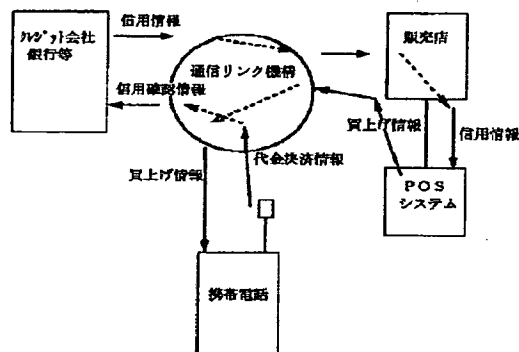 信用情報
クレジット会社
銀行等
販売店
通信リンク機構
信用確認情報
買上げ情報
信用情報
代金決済情報
買上げ情報
POS
システム
携帯電話